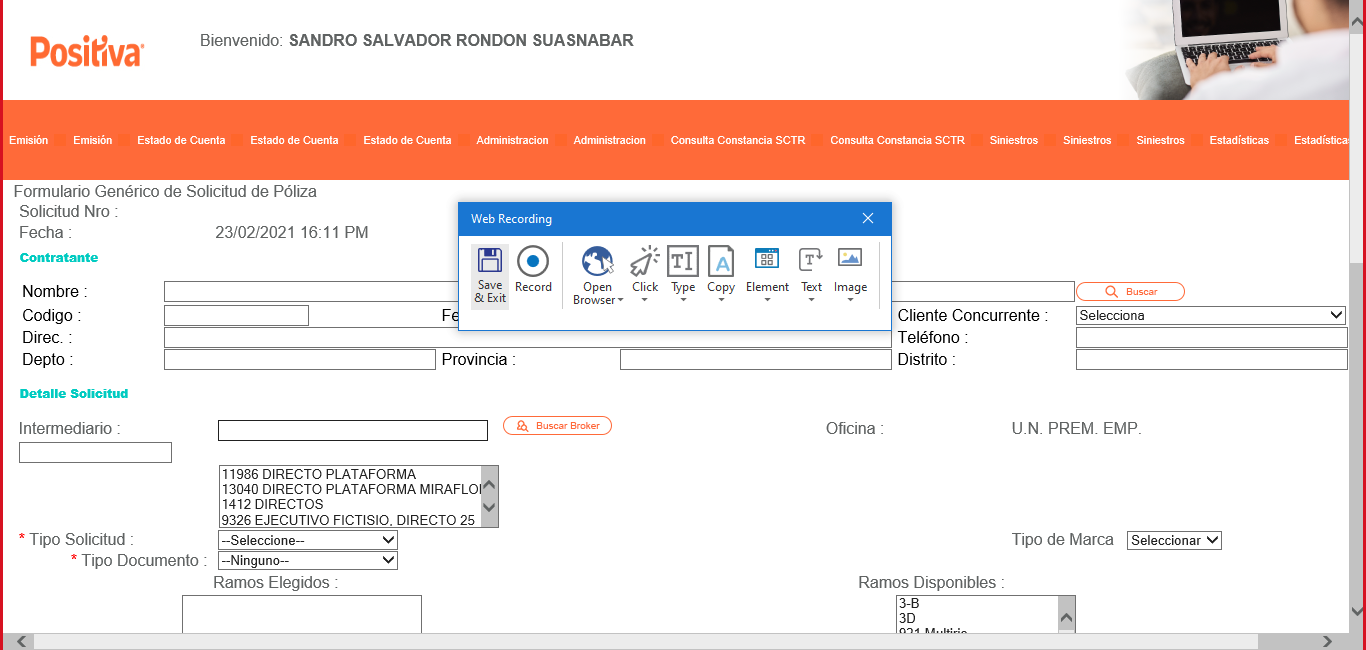 Positiva
Bienvenido: SANDRO SALVADOR RONDON SUASNABAR
Emisión Emisión Estado de Cuenta Estado de Cuenta Estado de Cuenta Administracion Administracion Consulta Constancia SCTR Consulta Constancia SCTR Siniestros Siniestros Siniestros Estadísticas Estadísticas
Formulario Genérico de Solicitud de Póliza
Solicitud Nro :
Fecha : 23/02/2021 16:11 PM
Contratante
Web Recording
Save & Exit
Record
Open Browser
Click
Type
Copy
Element
Text
Image
Nombre : Buscar
Codigo : Fe Cliente Concurrente : Selecciona
Direc. : Teléfono :
Depto : Provincia : Distrito :
Detalle Solicitud
Intermediario : Buscar Broker Oficina : U.N. PREM. EMP.
11986 DIRECTO PLATAFORMA
13040 DIRECTO PLATAFORMA MIRAFLOI
1412 DIRECTOS
9326 EJECUTIVO FICTISIO, DIRECTO 25
* Tipo Solicitud : --Seleccione-- Tipo de Marca Seleccionar
* Tipo Documento : --Ninguno--
Ramos Elegidos : Ramos Disponibles :
3-B
3D
921 Multirie